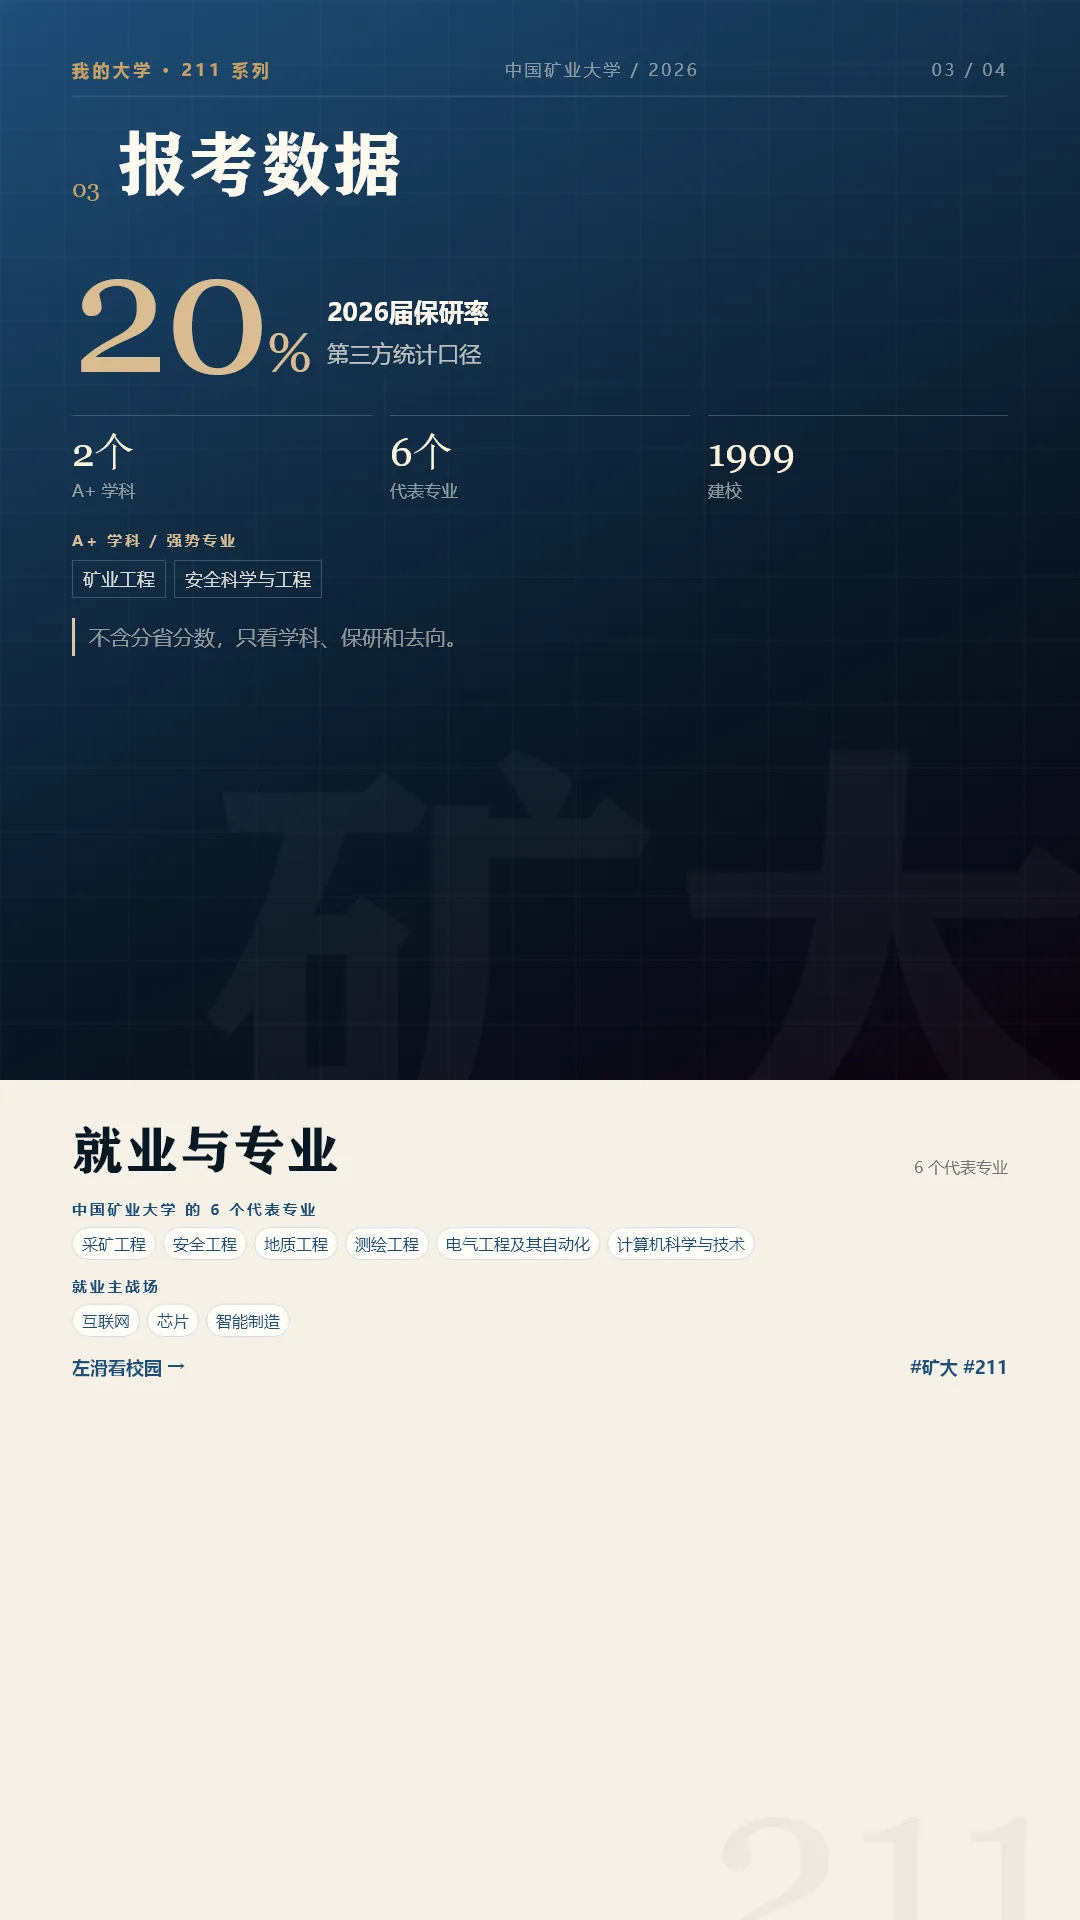 我的大学 · 211 系列
中国矿业大学 / 2026
03 / 04
03 报考数据
20%
2026届保研率
第三方统计口径
2个
A+ 学科
6个
代表专业
1909
建校
A+ 学科 / 强势专业
矿业工程
安全科学与工程
不含分省分数，只看学科、保研和去向。
矿大
就业与专业
6 个代表专业
中国矿业大学 的 6 个代表专业
采矿工程
安全工程
地质工程
测绘工程
电气工程及其自动化
计算机科学与技术
就业主战场
互联网
芯片
智能制造
左滑看校园 →
#矿大 #211
211